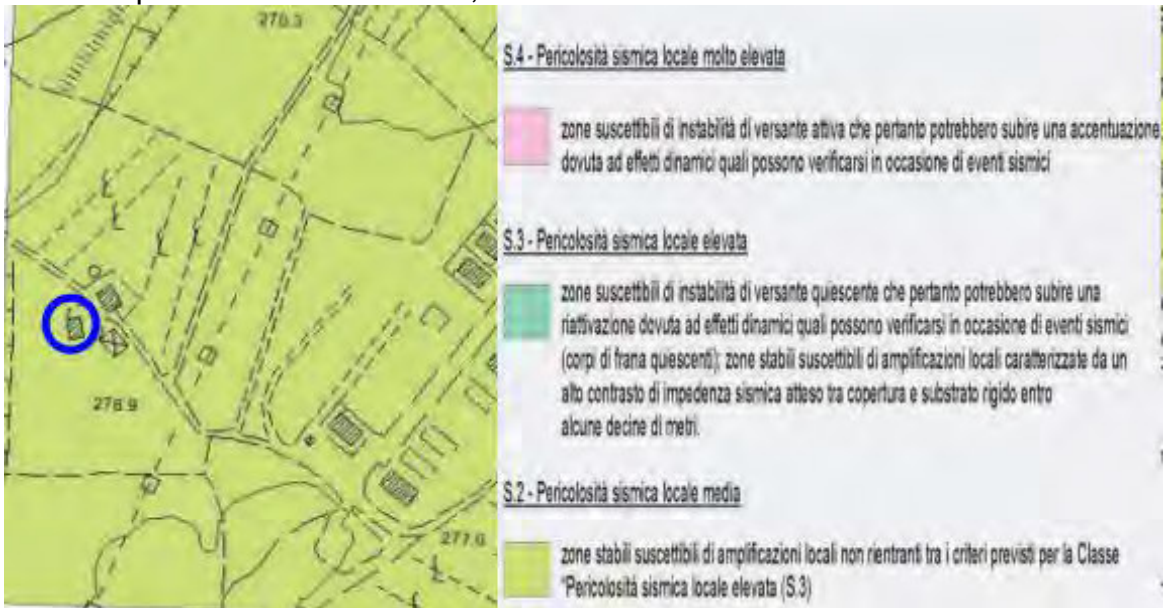 270.3
276.9
277.0
S.4 - Pericolosità sismica locale molto elevata
zone suscettibili di instabilità di versante attiva che pertanto potrebbero subire una accentuazione
dovuta ad effetti dinamici quali possono verificarsi in occasione di eventi sismici
S.3 - Pericolosità sismica locale elevata
zone suscettibili di instabilità di versante quiescente che pertanto potrebbero subire una
riattivazione dovuta ad effetti dinamici quali possono verificarsi in occasione di eventi sismici
(corpi di frana quiescenti); zone stabili suscettibili di amplificazioni locali caratterizzate da un
alto contrasto di impedenza sismica atteso tra copertura e substrato rigido entro
alcune decine di metri.
S.2 - Pericolosità sismica locale media
zone stabili suscettibili di amplificazioni locali non rientranti tra i criteri previsti per la Classe
"Pericolosità sismica locale elevata (S.3)